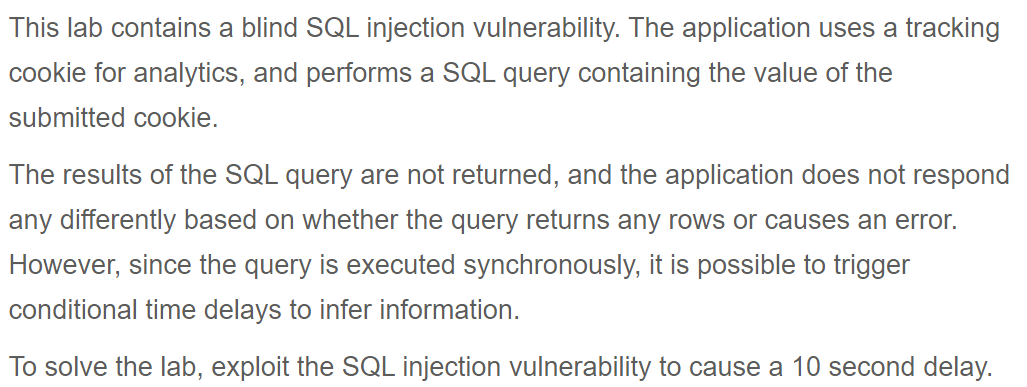 This lab contains a blind SQL injection vulnerability. The application uses a tracking
cookie for analytics, and performs a SQL query containing the value of the
submitted cookie.
The results of the SQL query are not returned, and the application does not respond
any differently based on whether the query returns any rows or causes an error.
However, since the query is executed synchronously, it is possible to trigger
conditional time delays to infer information.
To solve the lab, exploit the SQL injection vulnerability to cause a 10 second delay.